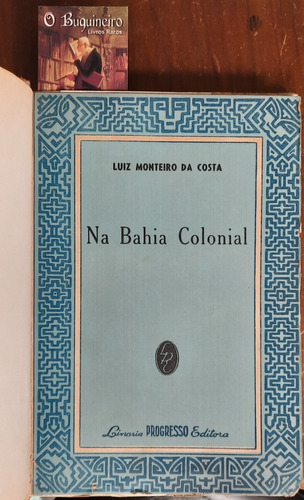 O Buquineiro
Livros Raros
LUIZ MONTEIRO DA COSTA
Na Bahia Colonial
LPE
Livraria PROGRESSO Editora